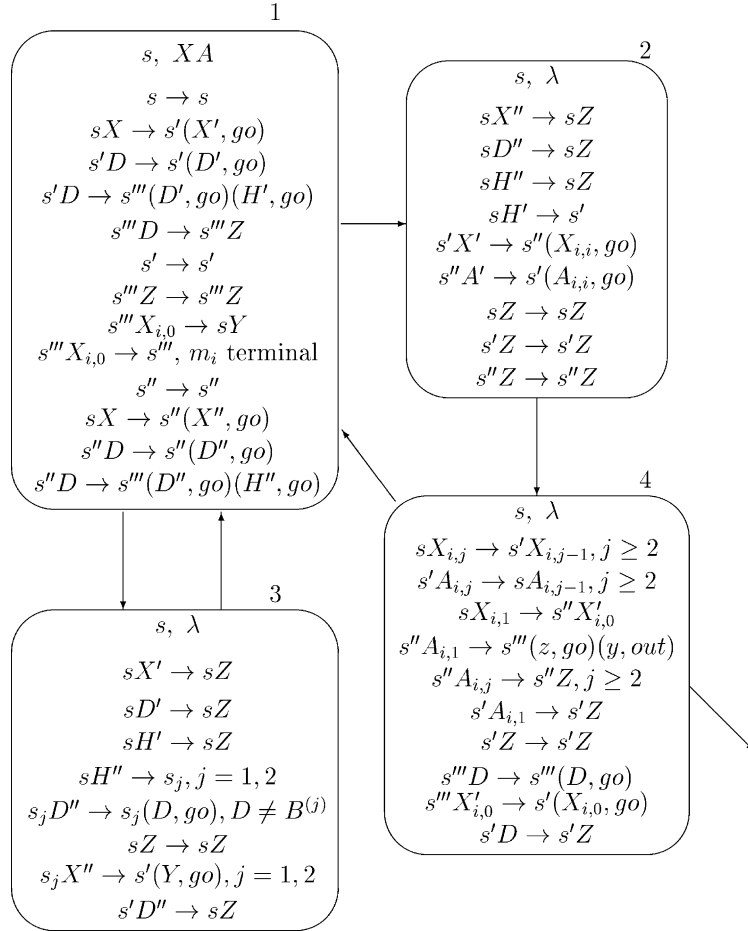 1
s, XA
s → s
sX → s′(X′, go)
s′D → s′(D′, go)
s′D → s‴(D′, go)(H′, go)
s‴D → s‴Z
s′ → s′
s‴Z → s‴Z
s‴X_{i,0} → sY
s‴X_{i,0} → s‴, m_i terminal
s″ → s″
sX → s″(X″, go)
s″D → s″(D″, go)
s″D → s‴(D″, go)(H″, go)
2
s, λ
sX″ → sZ
sD″ → sZ
sH″ → sZ
sH′ → s′
s′X′ → s″(X_{i,i}, go)
s″A′ → s′(A_{i,i}, go)
sZ → sZ
s′Z → s′Z
s″Z → s″Z
3
s, λ
sX′ → sZ
sD′ → sZ
sH′ → sZ
sH″ → s_j, j = 1, 2
s_jD″ → s_j(D, go), D ≠ B^{(j)}
sZ → sZ
s_jX″ → s′(Y, go), j = 1, 2
s′D″ → sZ
4
s, λ
sX_{i,j} → s′X_{i,j−1}, j ≥ 2
s′A_{i,j} → sA_{i,j−1}, j ≥ 2
sX_{i,1} → s″X′_{i,0}
s″A_{i,1} → s‴(z, go)(y, out)
s″A_{i,j} → s″Z, j ≥ 2
s′A_{i,1} → s′Z
s′Z → s′Z
s‴D → s‴(D, go)
s‴X′_{i,0} → s′(X_{i,0}, go)
s′D → s′Z